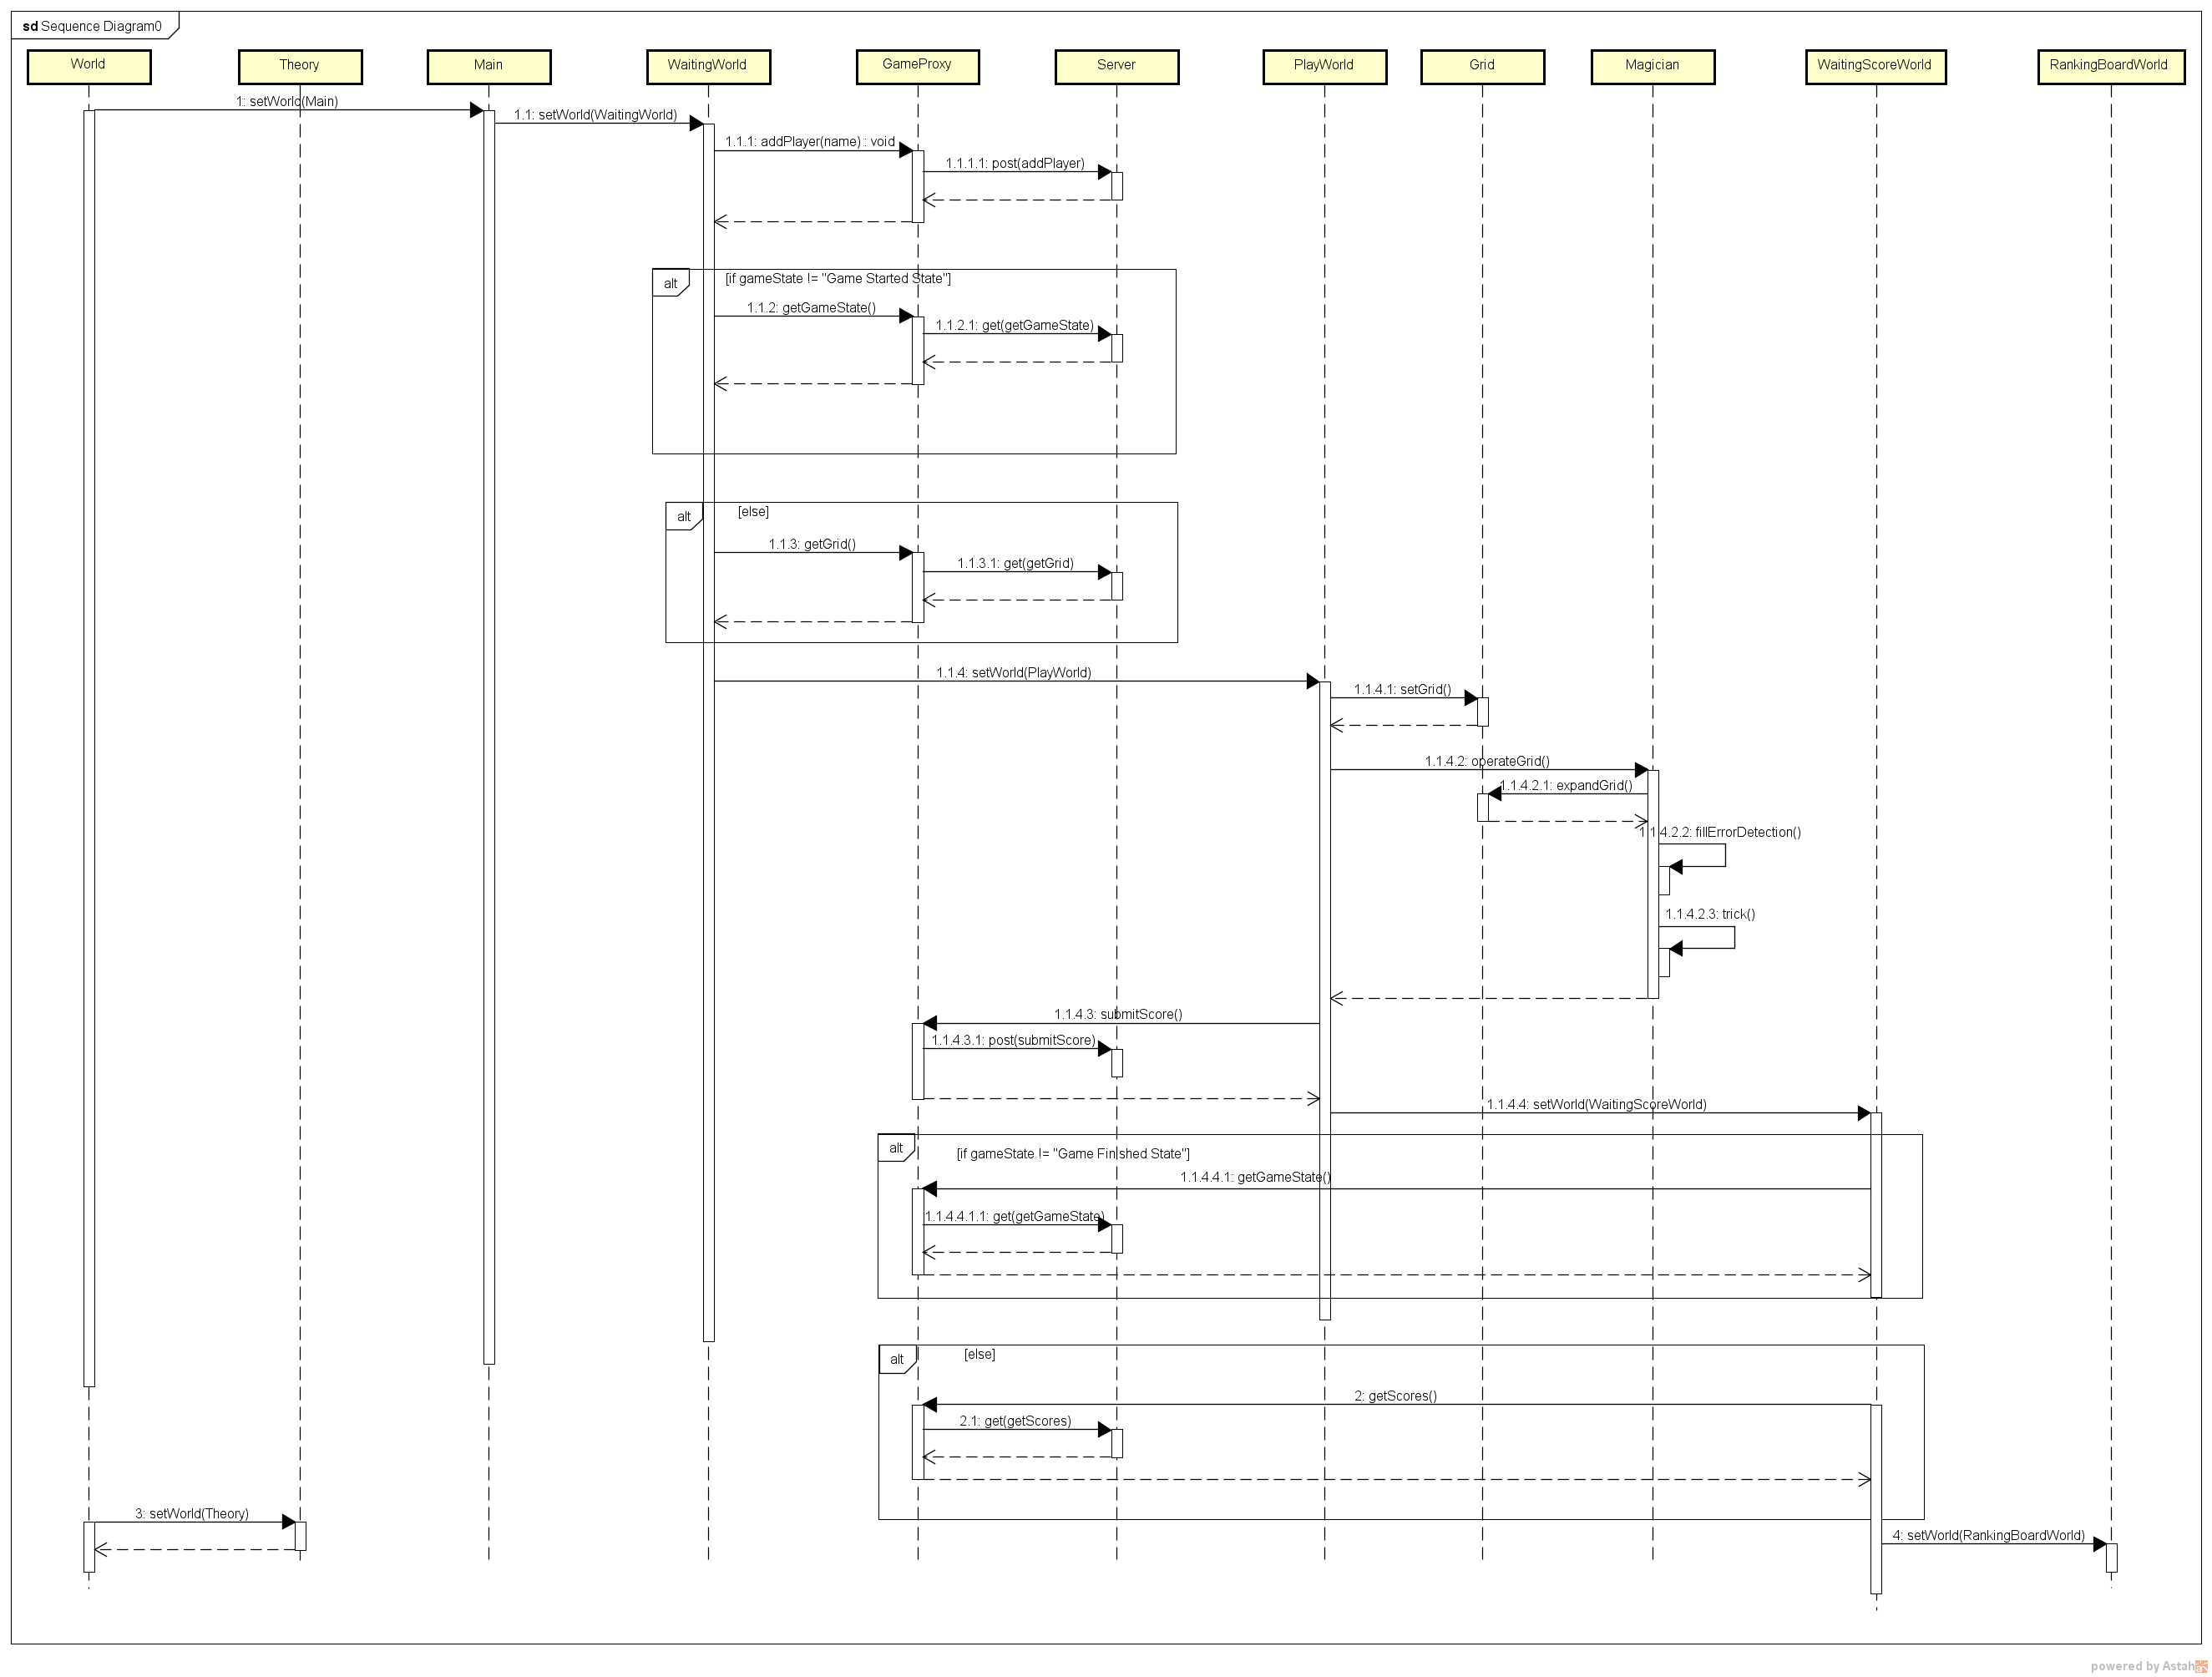 sd Sequence Diagram0
World
Theory
Main
WaitingWorld
GameProxy
Server
PlayWorld
Grid
Magician
WaitingScoreWorld
RankingBoardWorld
1: setWorld(Main)
1.1: setWorld(WaitingWorld)
1.1.1: addPlayer(name) : void
1.1.1.1: post(addPlayer)
alt
[if gameState != "Game Started State"]
1.1.2: getGameState()
1.1.2.1: get(getGameState)
alt
[else]
1.1.3: getGrid()
1.1.3.1: get(getGrid)
1.1.4: setWorld(PlayWorld)
1.1.4.1: setGrid()
1.1.4.2: operateGrid()
1.1.4.2.1: expandGrid()
1.1.4.2.2: fillErrorDetection()
1.1.4.2.3: trick()
1.1.4.3: submitScore()
1.1.4.3.1: post(submitScore)
1.1.4.4: setWorld(WaitingScoreWorld)
alt
[if gameState != "Game Finished State"]
1.1.4.4.1: getGameState()
1.1.4.4.1.1: get(getGameState)
alt
[else]
2: getScores()
2.1: get(getScores)
3: setWorld(Theory)
4: setWorld(RankingBoardWorld)
powered by Astah